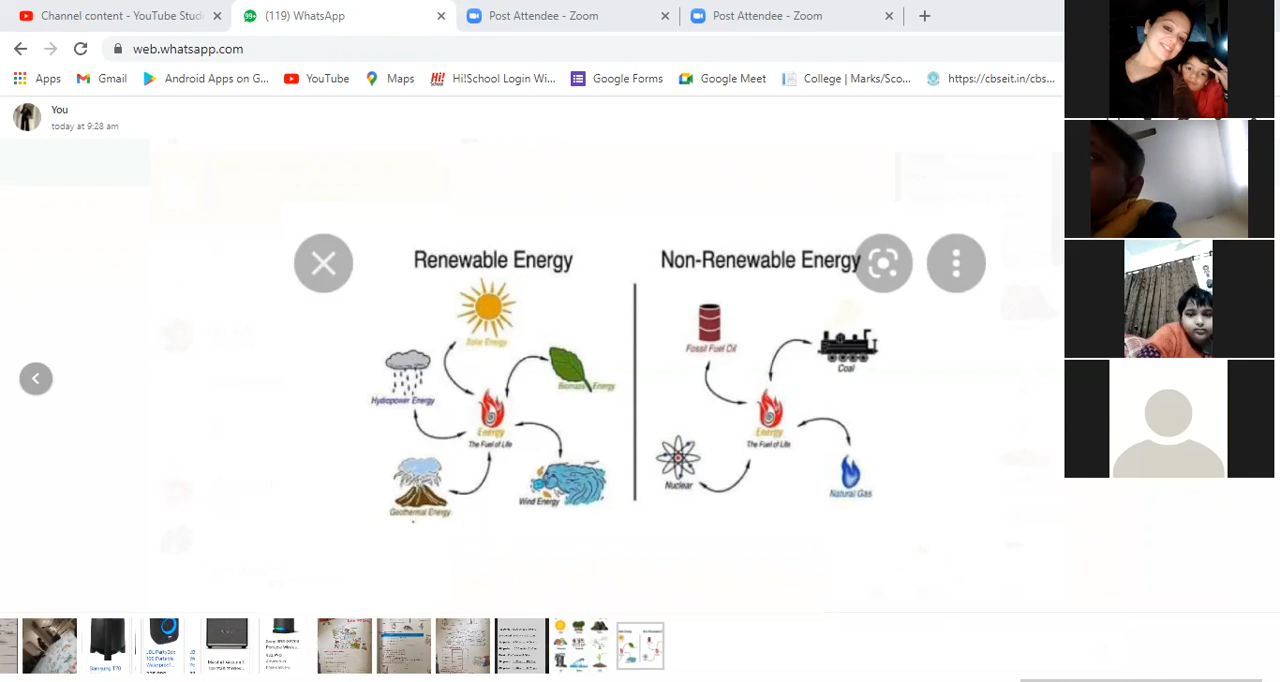 Channel content - YouTube Stud
(119) WhatsApp
Post Attendee - Zoom
Post Attendee - Zoom
web.whatsapp.com
Apps
Gmail
Android Apps on G...
YouTube
Maps
Hi!School Login Wi...
Google Forms
Google Meet
College | Marks/Sco...
https://cbseit.in/cbs...
You
today at 9:28 am
Renewable Energy
Non-Renewable Energy
Solar Energy
Fossil Fuel Oil
Coal
Biomass Energy
Hydropower Energy
Energy
The Fuel of Life
Energy
The Fuel of Life
Nuclear
Natural Gas
Wind Energy
Geothermal Energy
Samsung T70